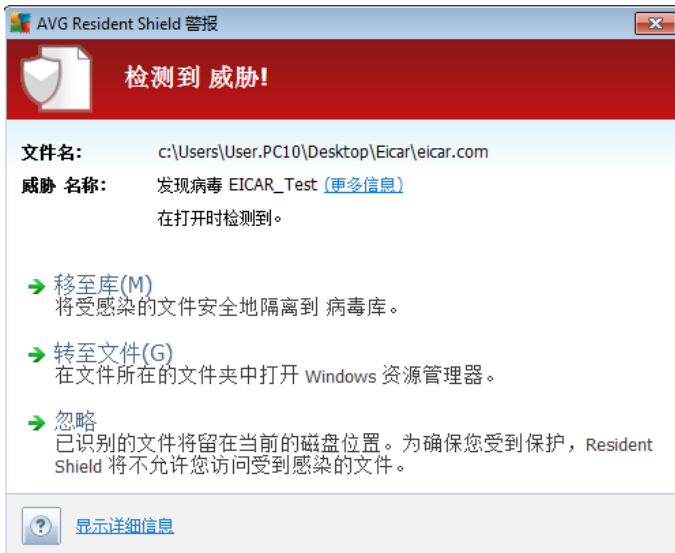 AVG Resident Shield 警报
检测到 威胁!
文件名: c:\Users\User.PC10\Desktop\Eicar\eicar.com
威胁 名称: 发现病毒 EICAR_Test (更多信息)
在打开时检测到。
移至库(M)
将受感染的文件安全地隔离到 病毒库。
转至文件(G)
在文件所在的文件夹中打开 Windows 资源管理器。
忽略
已识别的文件将留在当前的磁盘位置。为确保您受到保护，Resident
Shield 将不允许您访问受到感染的文件。
显示详细信息